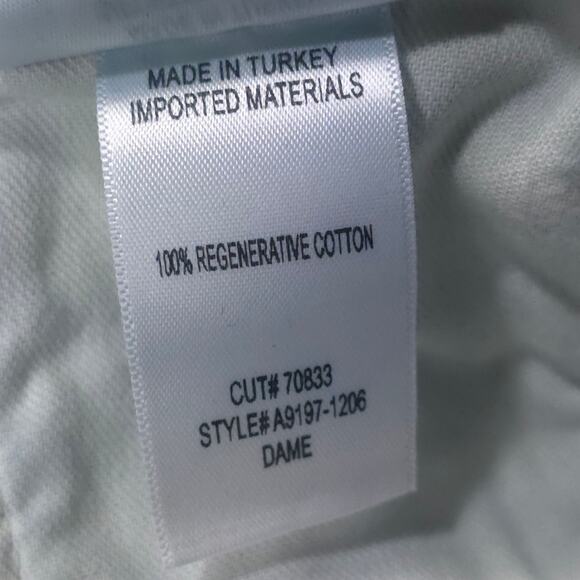 MADE IN TURKEY
IMPORTED MATERIALS
100% REGENERATIVE COTTON
CUT# 70833
STYLE# A9197-1206
DAME